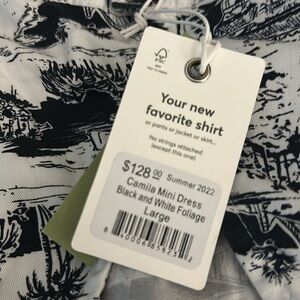 FSC
Your new
favorite shirt
or pants or jacket or skirt...
No strings attached
(except this one)
$128.00 Summer 2022
Camila Mini Dress
Black and White Foliage
Large